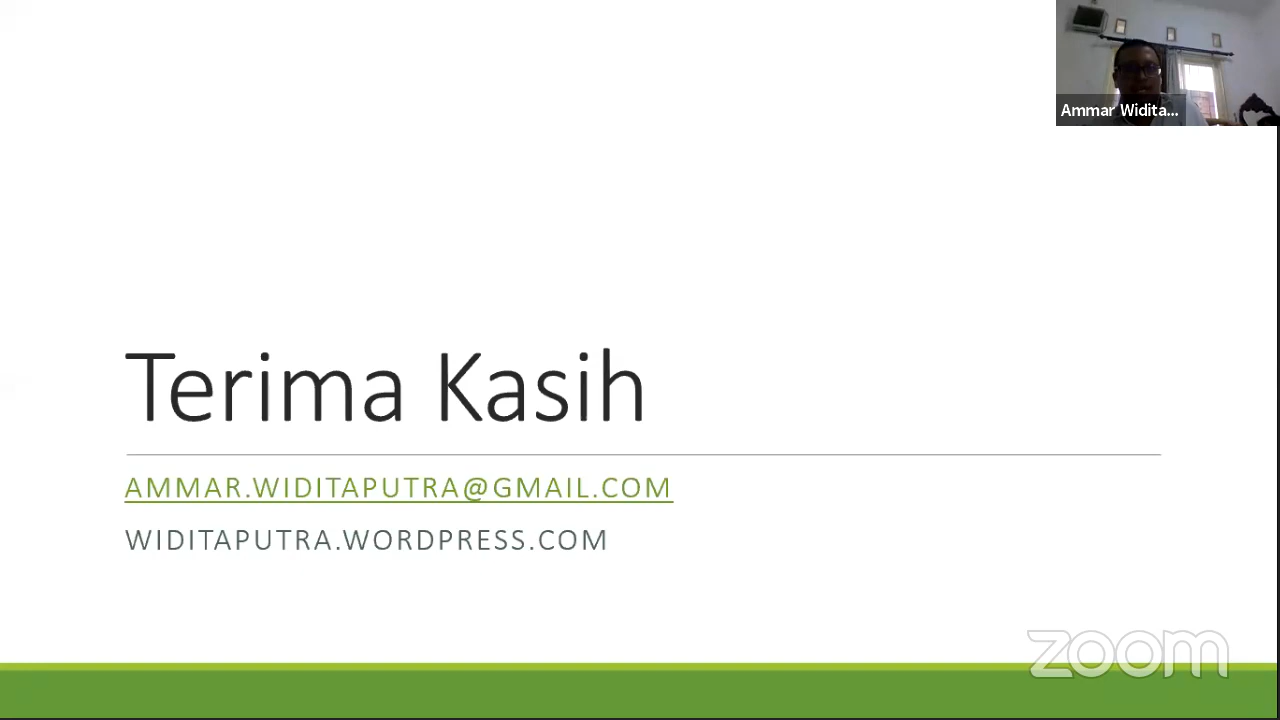 Ammar Widita...
Terima Kasih
AMMAR.WIDITAPUTRA@GMAIL.COM
WIDITAPUTRA.WORDPRESS.COM
zoom